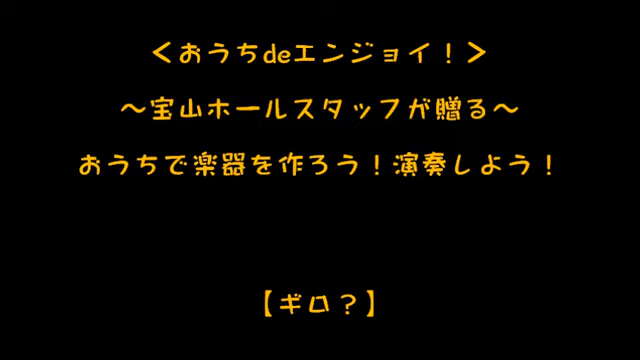 ＜おうちdeエンジョイ！＞
～宝山ホールスタッフが贈る～
おうちで楽器を作ろう！演奏しよう！
【ギロ？】